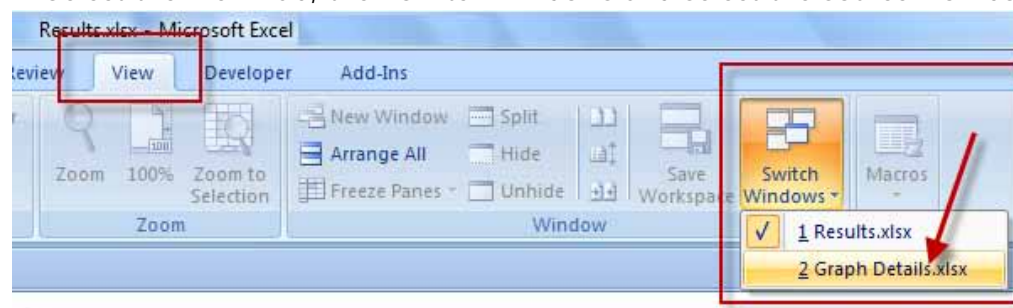 Results.xlsx - Microsoft Excel
Review View Developer Add-Ins
New Window Split
Arrange All Hide
Freeze Panes Unhide
Zoom 100% Zoom to Selection
Save Workspace
Switch Windows
Macros
Zoom
Window
1 Results.xlsx
2 Graph Details.xlsx